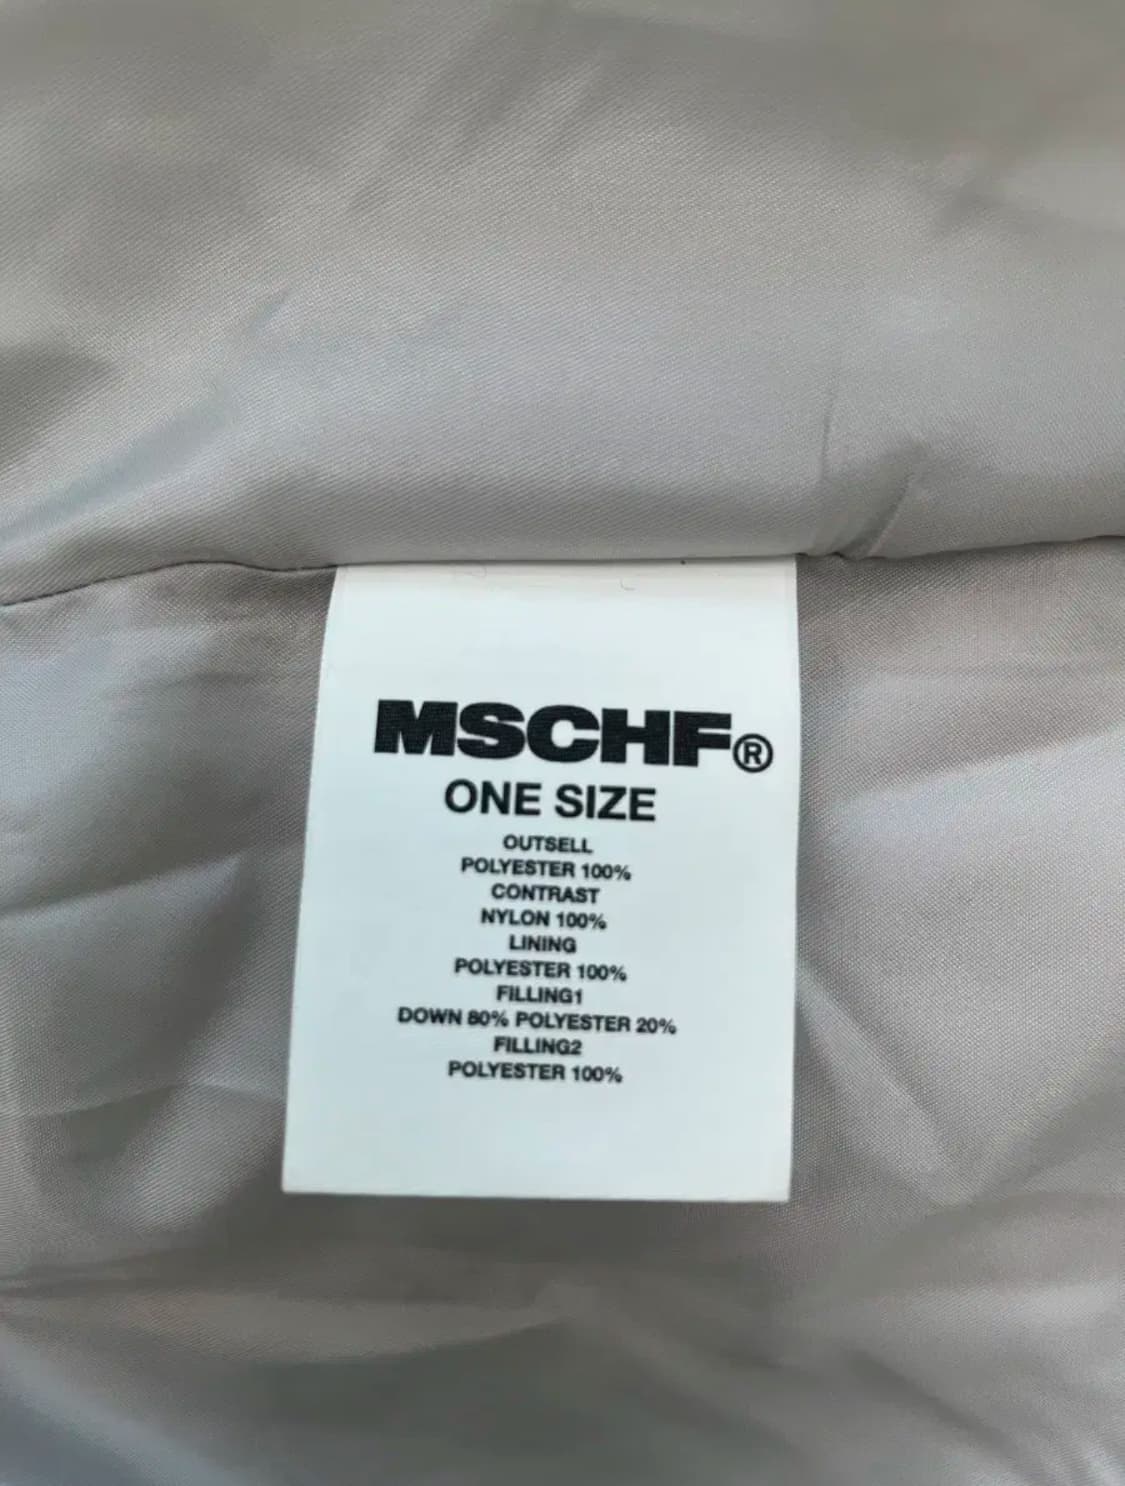 MSCHF®
ONE SIZE
OUTSELL
POLYESTER 100%
CONTRAST
NYLON 100%
LINING
POLYESTER 100%
FILLING1
DOWN 80% POLYESTER 20%
FILLING2
POLYESTER 100%